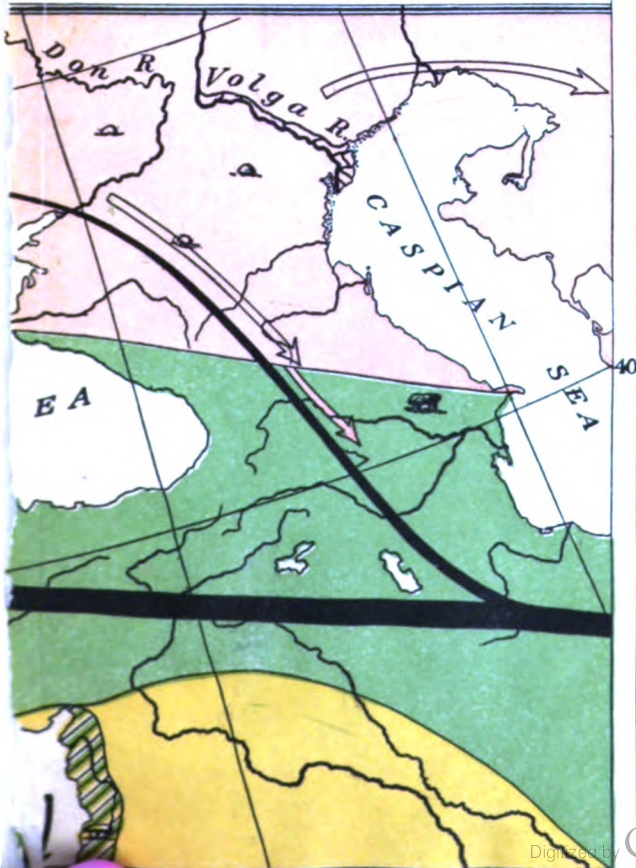 Don R.
Volga R.
CASPIAN SEA
40
EA
Digitized by